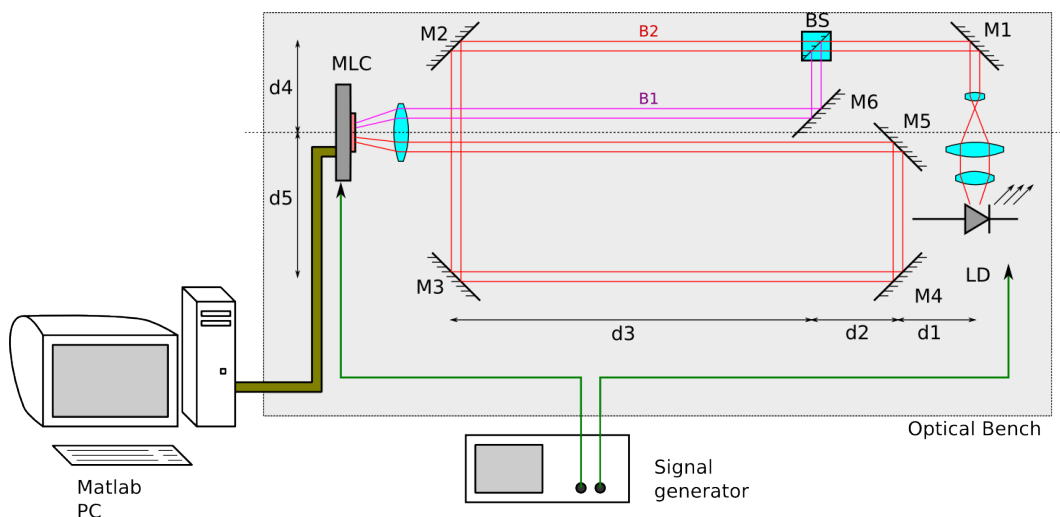 BS
M1
M2
B2
MLC
d4
B1
M6
M5
d5
M3
M4
LD
d3
d2
d1
Optical Bench
Signal
generator
Matlab
PC